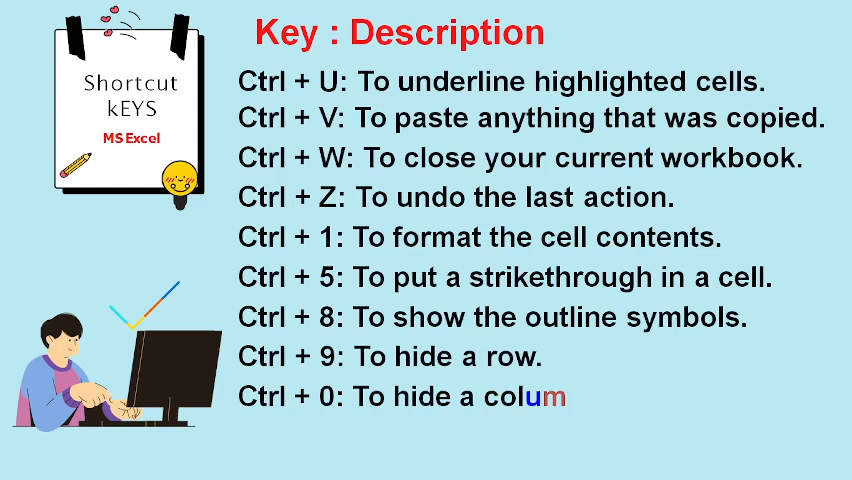 Shortcut
kEYS
MS Excel
Key : Description
Ctrl + U: To underline highlighted cells.
Ctrl + V: To paste anything that was copied.
Ctrl + W: To close your current workbook.
Ctrl + Z: To undo the last action.
Ctrl + 1: To format the cell contents.
Ctrl + 5: To put a strikethrough in a cell.
Ctrl + 8: To show the outline symbols.
Ctrl + 9: To hide a row.
Ctrl + 0: To hide a colum